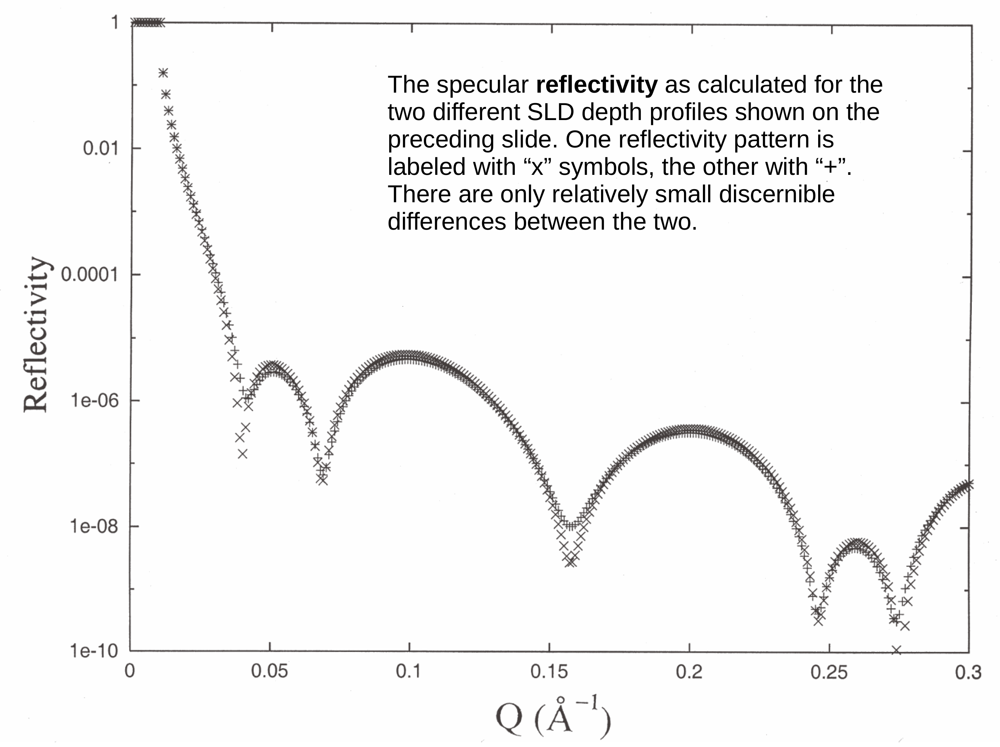 The specular reflectivity as calculated for the
two different SLD depth profiles shown on the
preceding slide. One reflectivity pattern is
labeled with “x” symbols, the other with “+”.
There are only relatively small discernible
differences between the two.
Reflectivity
1
0.01
0.0001
1e-06
1e-08
1e-10
0 0.05 0.1 0.15 0.2 0.25 0.3
Q (Å⁻¹)